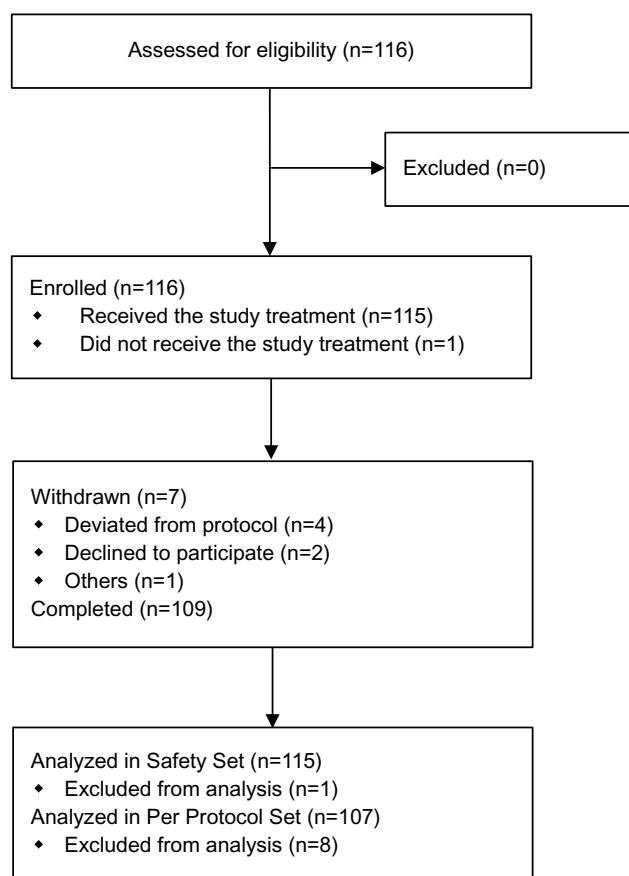 Assessed for eligibility (n=116)
Excluded (n=0)
Enrolled (n=116)
◆ Received the study treatment (n=115)
◆ Did not receive the study treatment (n=1)
Withdrawn (n=7)
◆ Deviated from protocol (n=4)
◆ Declined to participate (n=2)
◆ Others (n=1)
Completed (n=109)
Analyzed in Safety Set (n=115)
◆ Excluded from analysis (n=1)
Analyzed in Per Protocol Set (n=107)
◆ Excluded from analysis (n=8)